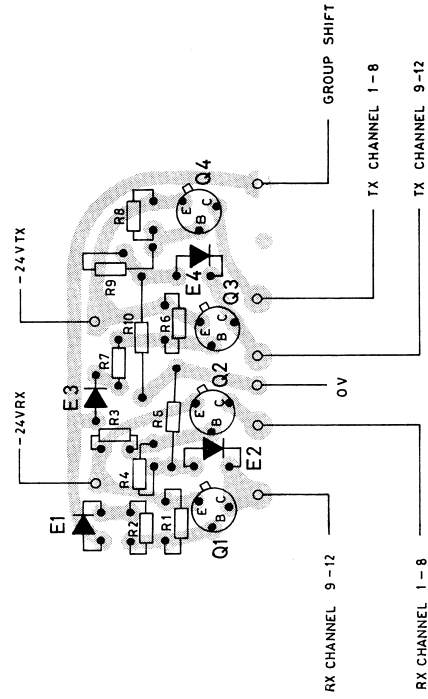 GROUP SHIFT
TX CHANNEL 1-8
TX CHANNEL 9-12
-24V TX
-24VRX
0V
RX CHANNEL 9-12
RX CHANNEL 1-8
R8
E
B
C
Q4
R9
E4
R10
R6
E
B
C
Q3
R7
E3
R3
R5
E
B
C
Q2
R4
E2
E1
R2
R1
E
B
C
Q1